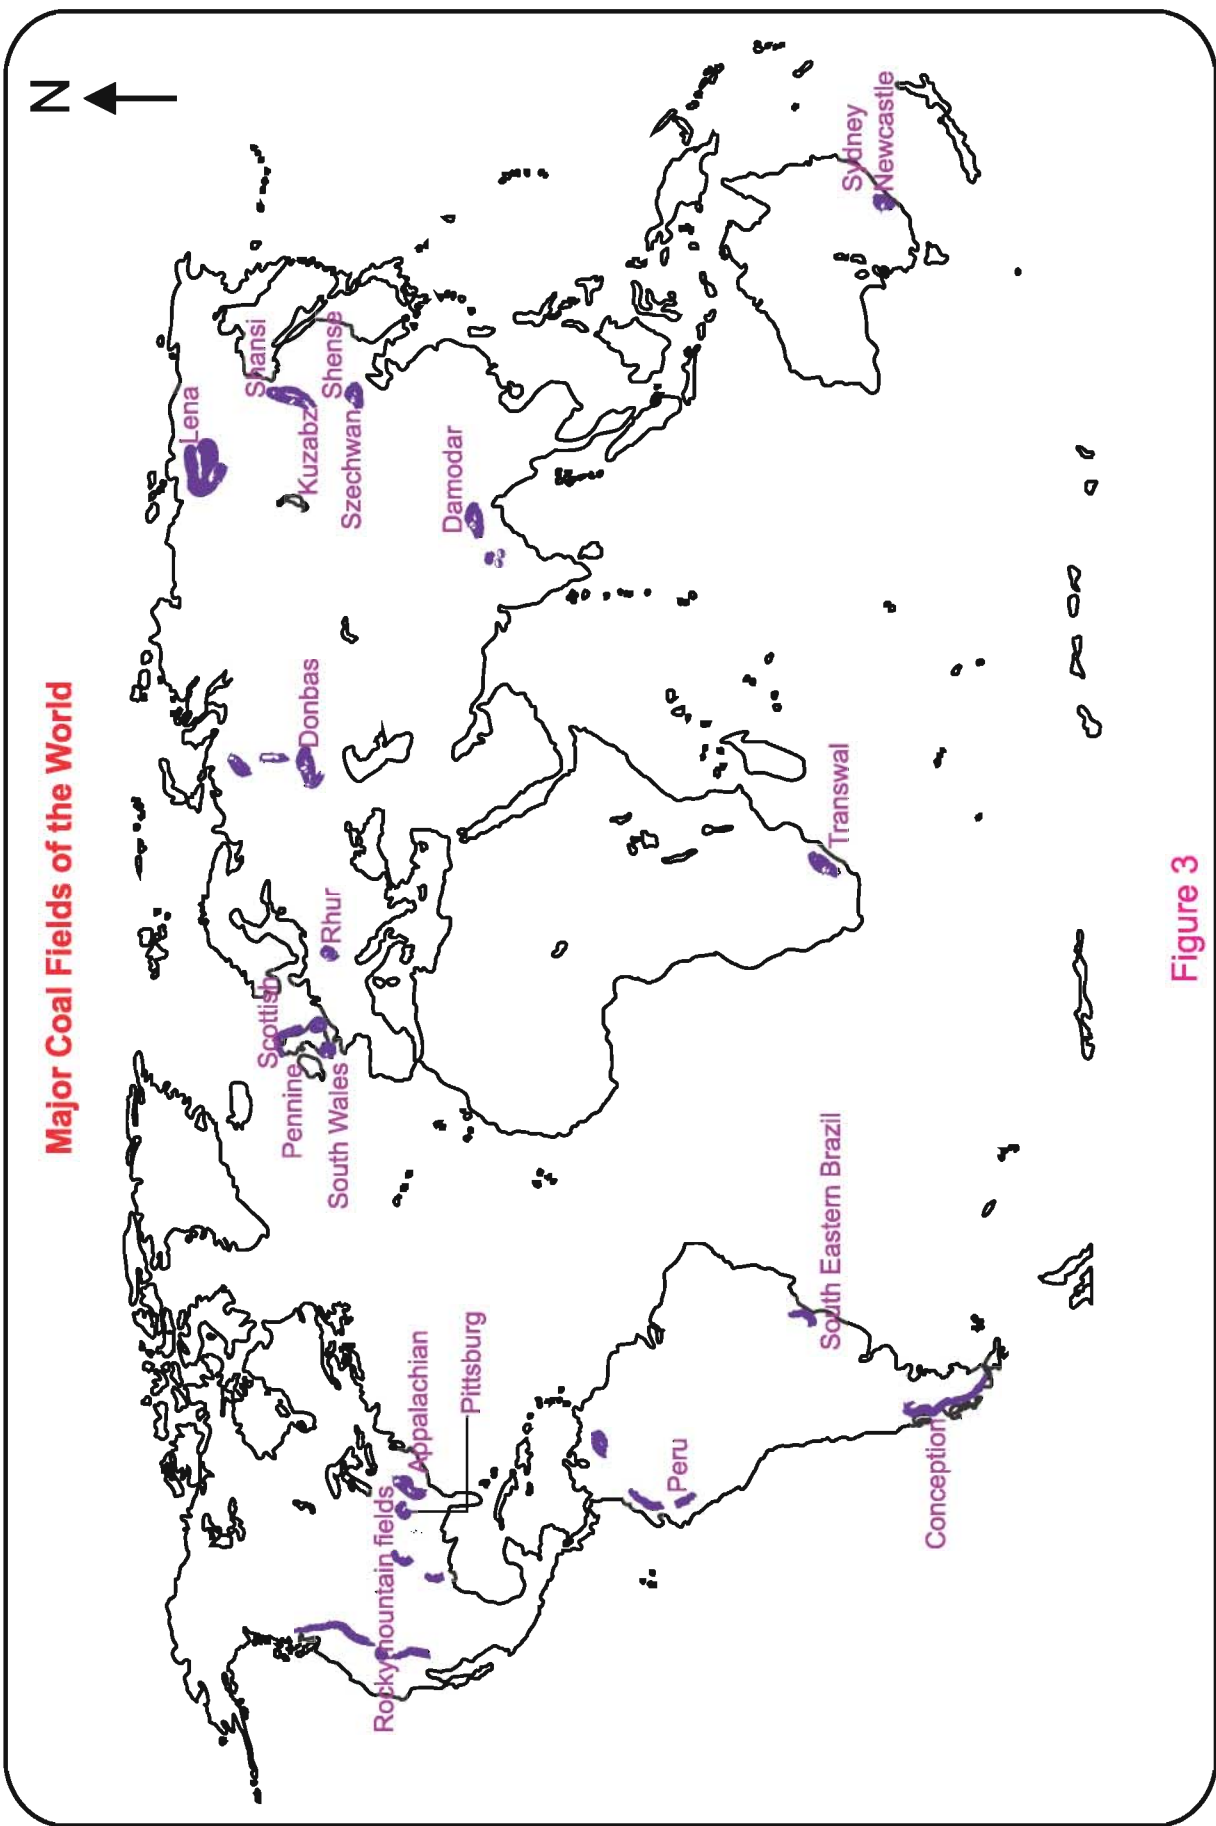 Major Coal Fields of the World
N
Lena
Shansi
Shense
Kuzabz
Szechwan
Damodar
Donbas
Rhur
Scottish
Pennine
South Wales
Rocky mountain fields
Appalachian
Pittsburg
Peru
South Eastern Brazil
Conception
Transwal
Sydney
Newcastle
Figure 3